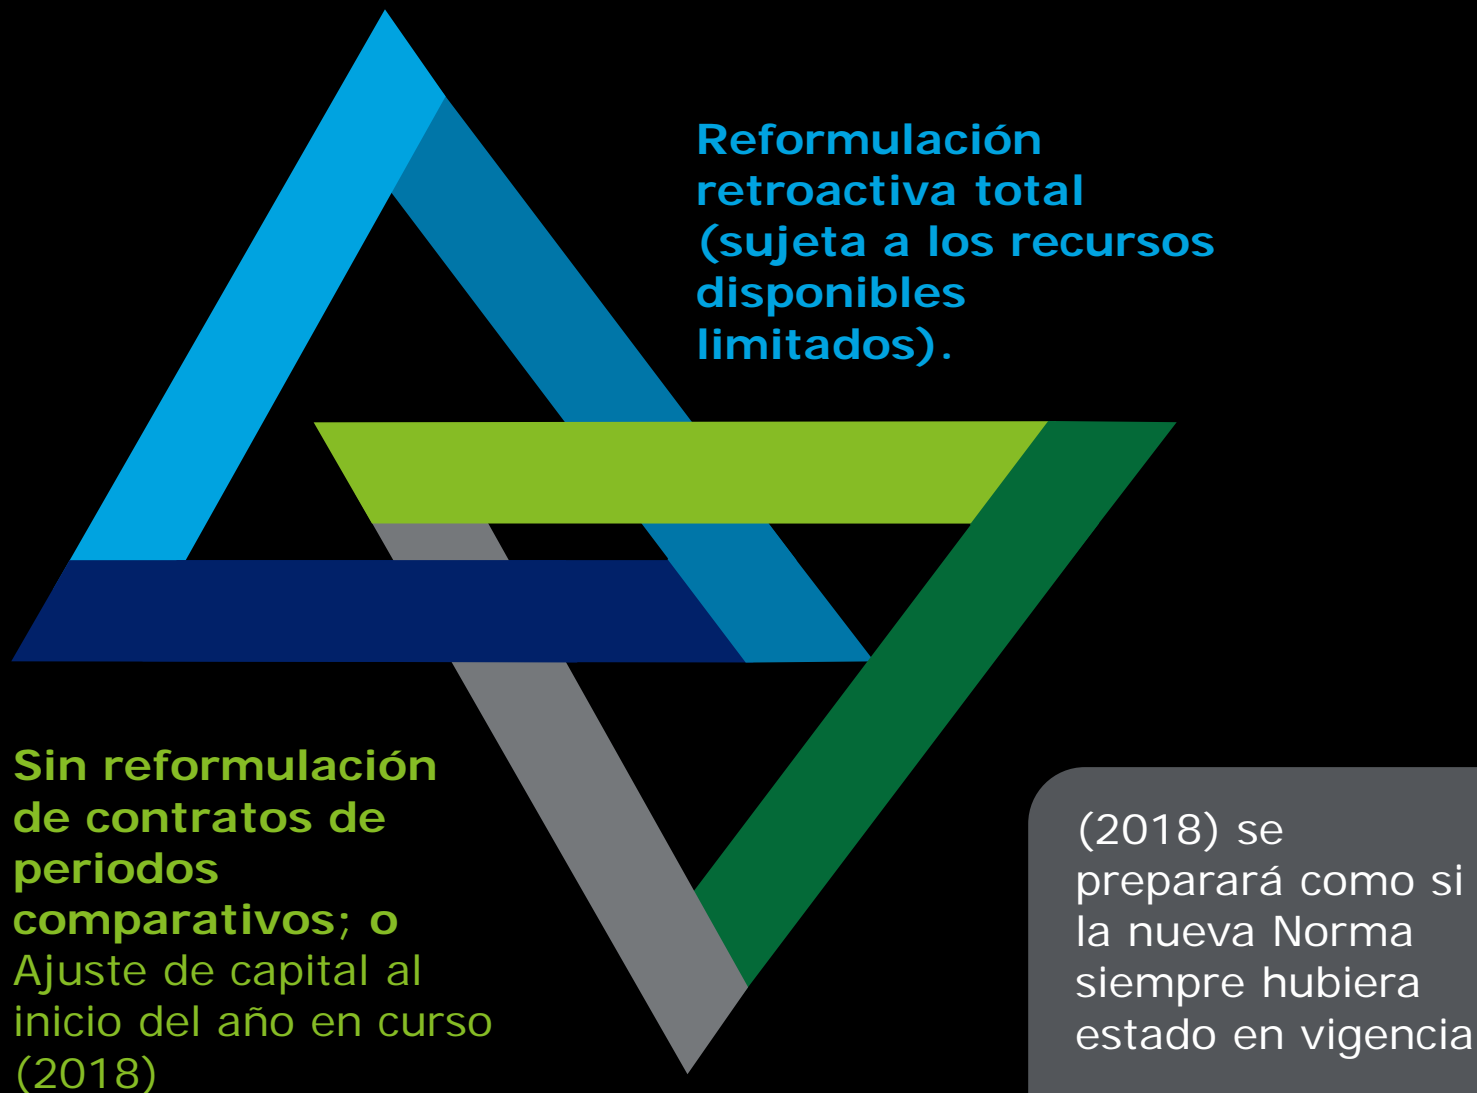 Reformulación
retroactiva total
(sujeta a los recursos
disponibles
limitados).
Sin reformulación
de contratos de
periodos
comparativos; o
Ajuste de capital al
inicio del año en curso
(2018)
(2018) se
preparará como si
la nueva Norma
siempre hubiera
estado en vigencia